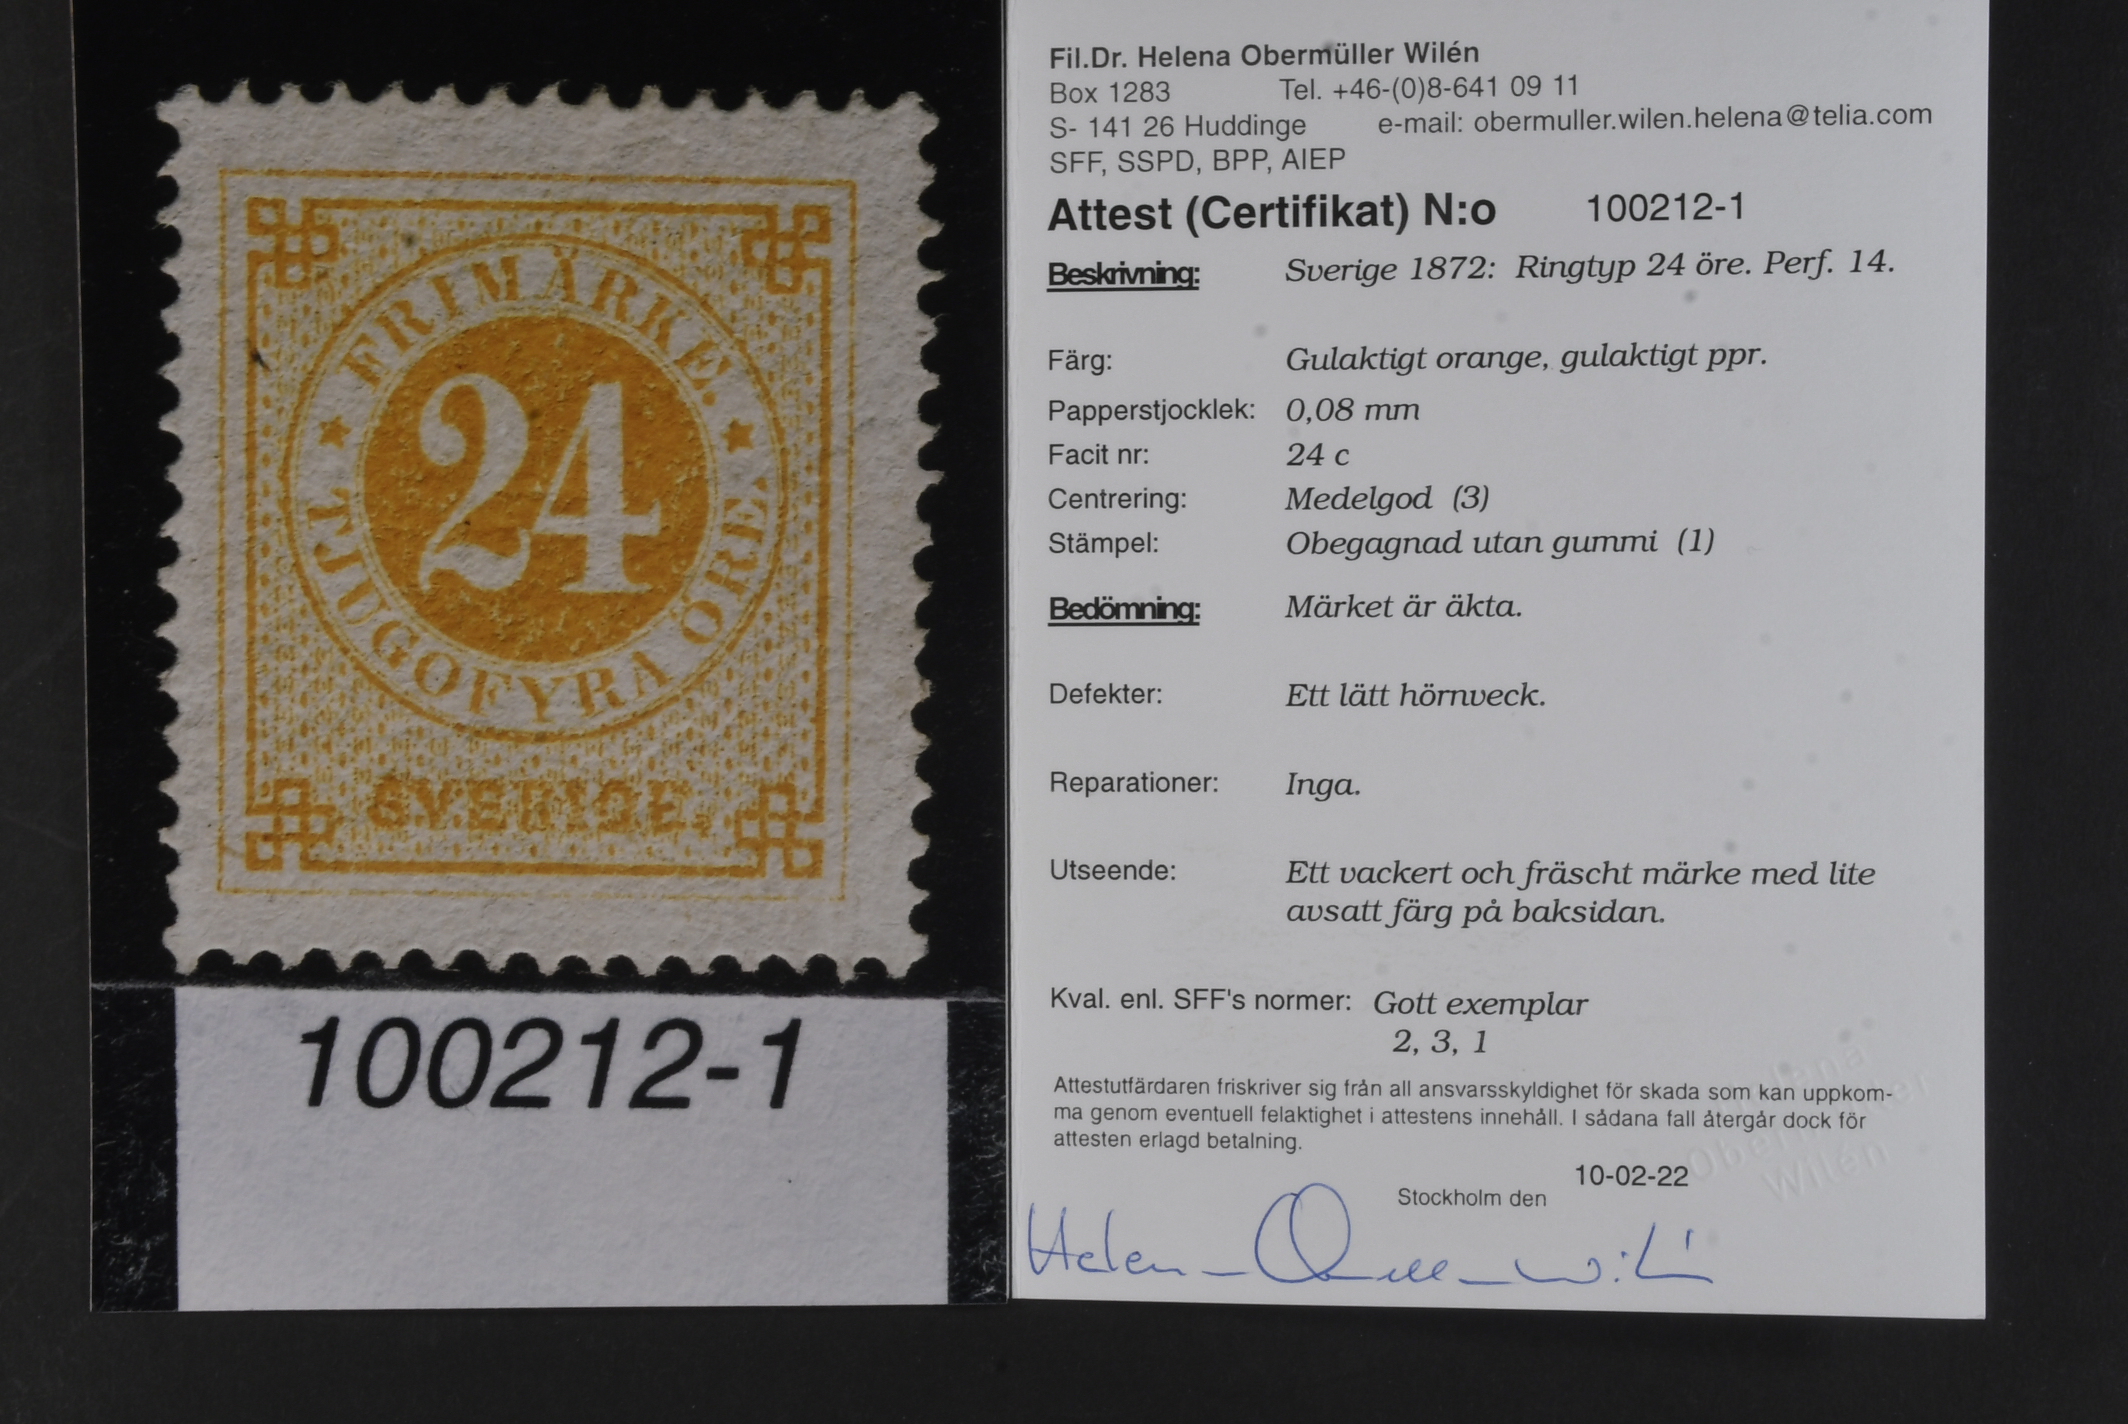 FRIMÄRKE.
24
TJUGOFYRA ÖRE.
SVERIGE.
100212-1
Fil.Dr. Helena Obermüller Wilén
Box 1283 Tel. +46-(0)8-641 09 11
S- 141 26 Huddinge e-mail: obermuller.wilen.helena@telia.com
SFF, SSPD, BPP, AIEP
Attest (Certifikat) N:o 100212-1
Beskrivning: Sverige 1872: Ringtyp 24 öre. Perf. 14.
Färg: Gulaktigt orange, gulaktigt ppr.
Papperstjocklek: 0,08 mm
Facit nr: 24 c
Centrering: Medelgod (3)
Stämpel: Obegagnad utan gummi (1)
Bedömning: Märket är äkta.
Defekter: Ett lätt hörnveck.
Reparationer: Inga.
Utseende: Ett vackert och fräscht märke med lite
avsatt färg på baksidan.
Kval. enl. SFF's normer: Gott exemplar
2, 3, 1
Attestutfärdaren friskriver sig från all ansvarsskyldighet för skada som kan uppkom-
ma genom eventuell felaktighet i attestens innehåll. I sådana fall återgår dock för
attesten erlagd betalning.
Helena
Obermüller
Wilén
Stockholm den 10-02-22
Helena Obermüller Wilén